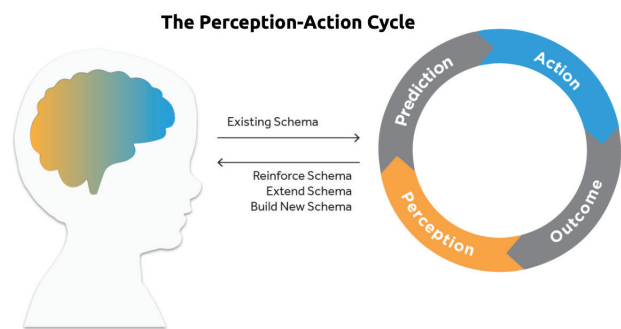 The Perception-Action Cycle
Existing Schema
Reinforce Schema
Extend Schema
Build New Schema
Prediction
Action
Outcome
Perception